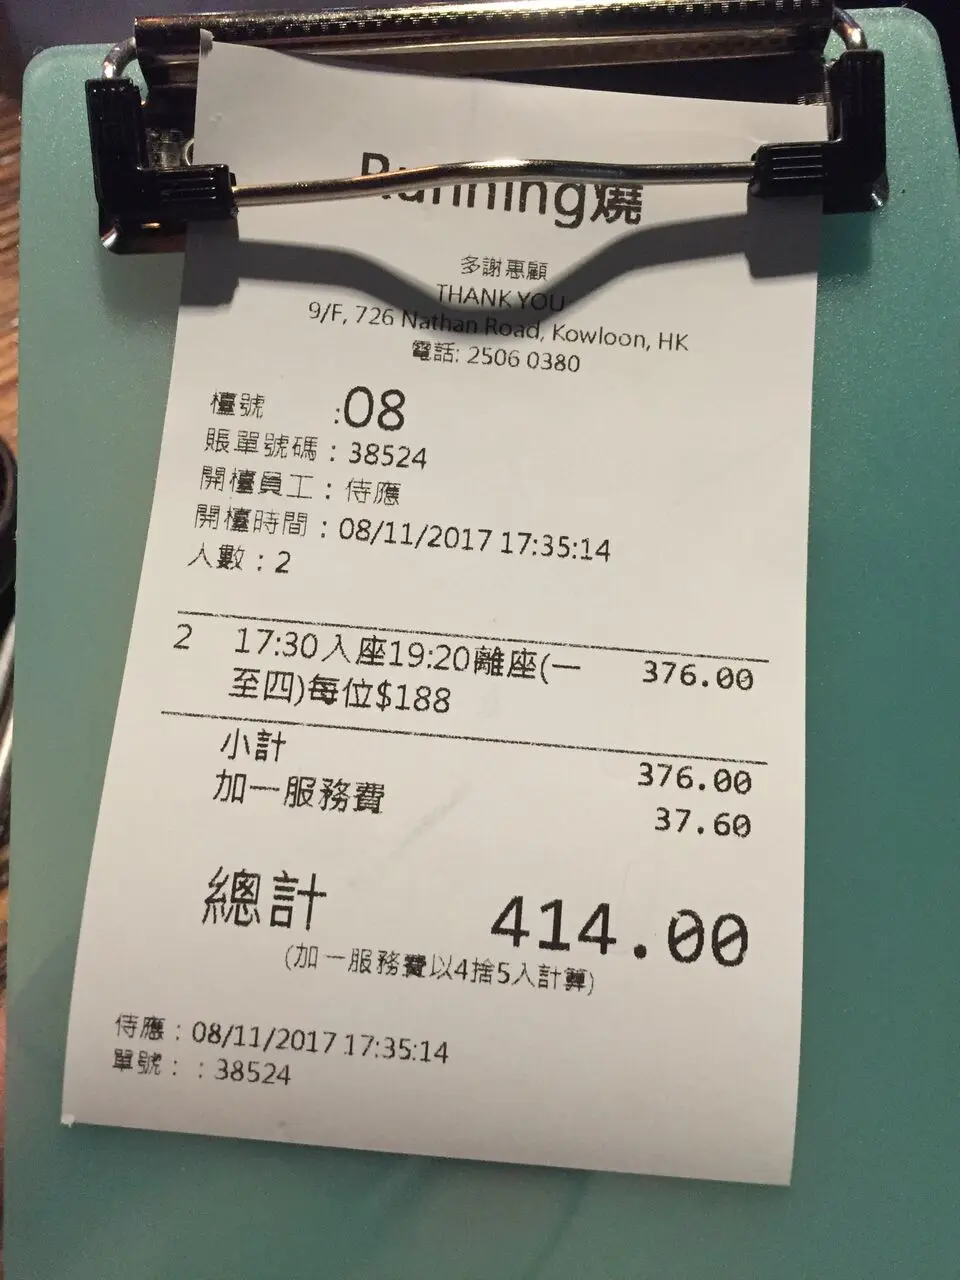 Running燒
多謝惠顧
THANK YOU
9/F, 726 Nathan Road, Kowloon, HK
電話: 2506 0380
檯號 :08
賬單號碼 : 38524
開檯員工 : 侍應
開檯時間 : 08/11/2017 17:35:14
人數 : 2
2 17:30入座19:20離座(一 376.00
至四)每位$188
小計 376.00
加一服務費 37.60
總計 414.00
(加一服務費以4捨5入計算)
侍應 : 08/11/2017 17:35:14
單號 : : 38524